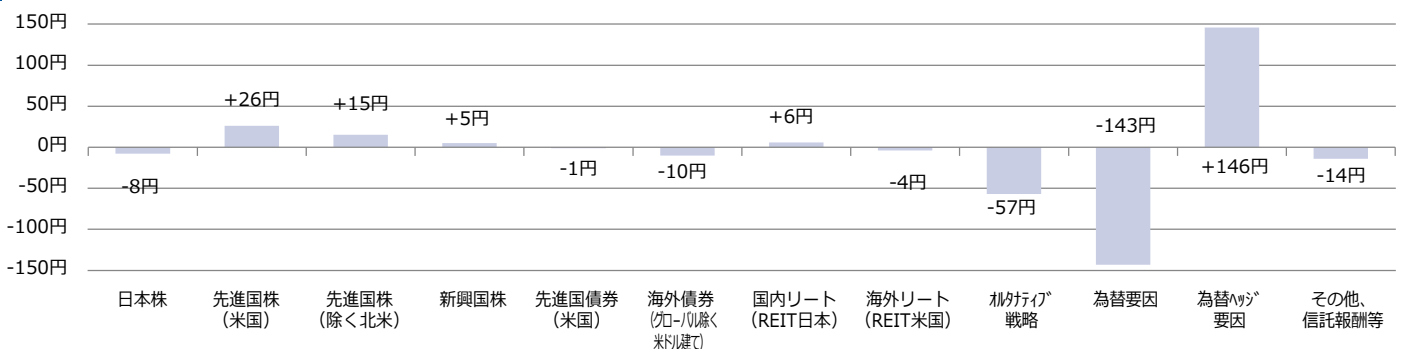 150円
100円
50円
0円
-50円
-100円
-150円
-8円
+26円
+15円
+5円
-1円
-10円
+6円
-4円
-57円
-143円
+146円
-14円
日本株
先進国株
（米国）
先進国株
（除く北米）
新興国株
先進国債券
（米国）
海外債券
(グローバル除く
米ドル建て)
国内リート
（REIT日本）
海外リート
（REIT米国）
ｵﾙﾀﾅﾃｨﾌﾞ
戦略
為替要因
為替ﾍｯｼﾞ
要因
その他、
信託報酬等